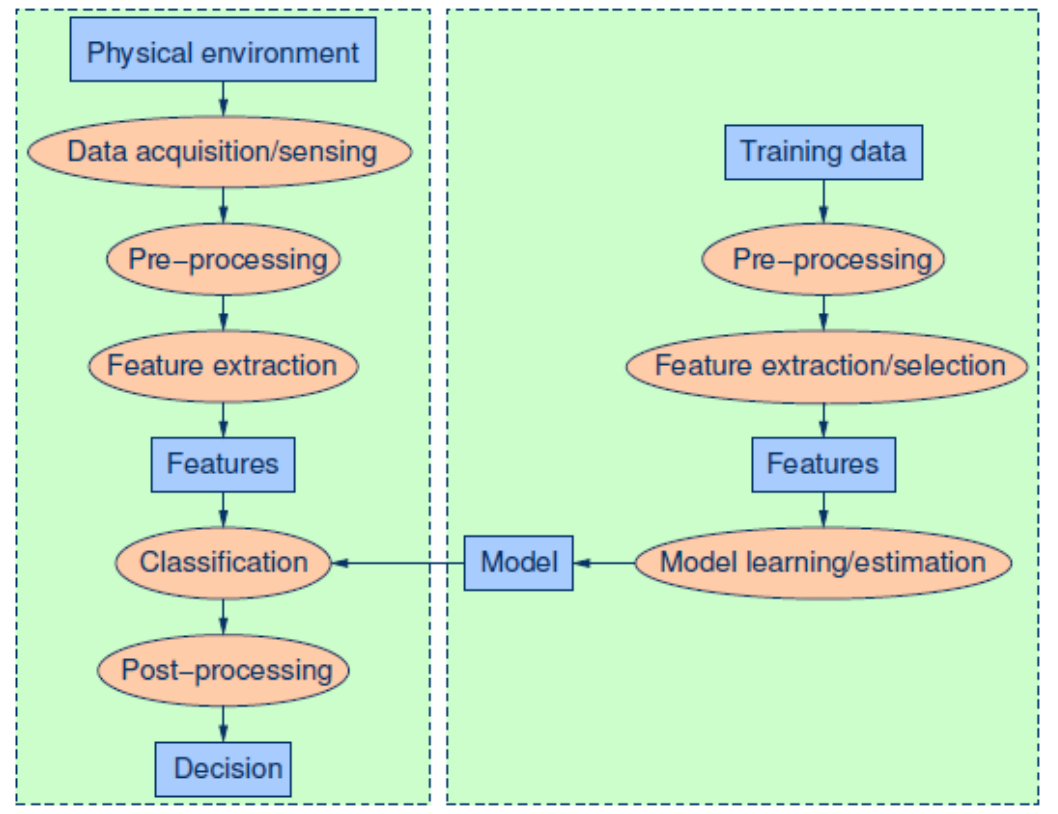 Physical environment
Data acquisition/sensing
Pre−processing
Feature extraction
Features
Classification
Post−processing
Decision
Training data
Pre−processing
Feature extraction/selection
Features
Model learning/estimation
Model